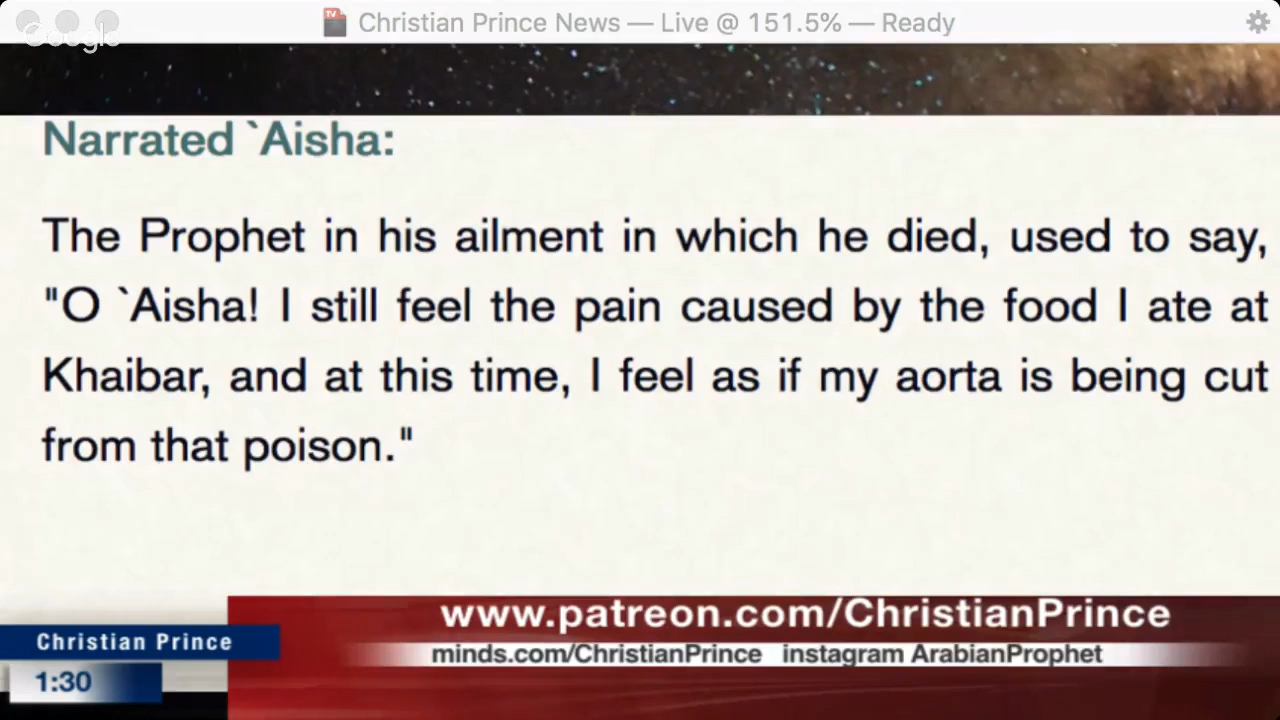 Christian Prince News — Live @ 151.5% — Ready
Google
Narrated `Aisha:
The Prophet in his ailment in which he died, used to say,
"O `Aisha! I still feel the pain caused by the food I ate at
Khaibar, and at this time, I feel as if my aorta is being cut
from that poison."
www.patreon.com/ChristianPrince
Christian Prince
minds.com/ChristianPrince instagram ArabianProphet
1:30